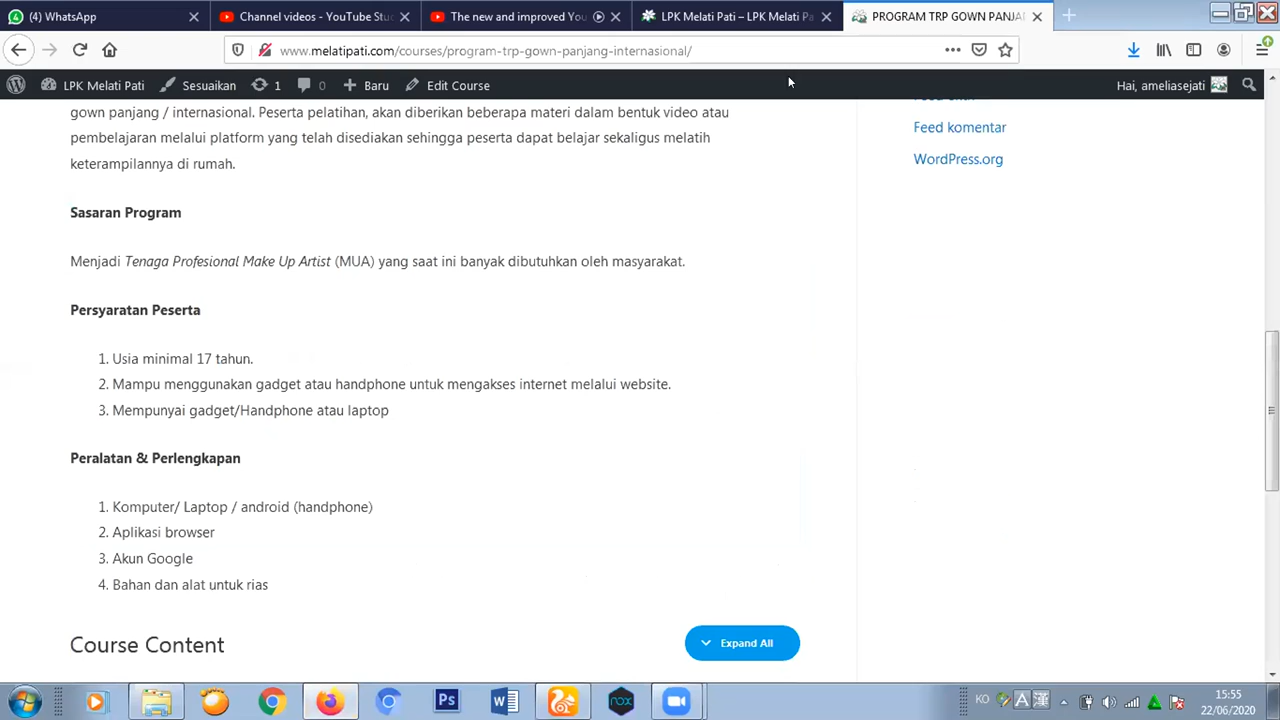 (4) WhatsApp
Channel videos - YouTube Stu
The new and improved You
LPK Melati Pati – LPK Melati Pa
PROGRAM TRP GOWN PANJA
www.melatipati.com/courses/program-trp-gown-panjang-internasional/
LPK Melati Pati
Sesuaikan
1
0
Baru
Edit Course
Hai, ameliasejati
gown panjang / internasional. Peserta pelatihan, akan diberikan beberapa materi dalam bentuk video atau
pembelajaran melalui platform yang telah disediakan sehingga peserta dapat belajar sekaligus melatih
keterampilannya di rumah.
Sasaran Program
Menjadi Tenaga Profesional Make Up Artist (MUA) yang saat ini banyak dibutuhkan oleh masyarakat.
Persyaratan Peserta
1. Usia minimal 17 tahun.
2. Mampu menggunakan gadget atau handphone untuk mengakses internet melalui website.
3. Mempunyai gadget/Handphone atau laptop
Peralatan & Perlengkapan
1. Komputer/ Laptop / android (handphone)
2. Aplikasi browser
3. Akun Google
4. Bahan dan alat untuk rias
Course Content
Expand All
Feed komentar
WordPress.org
Ps
nox
KO
A
漢
15:55
22/06/2020